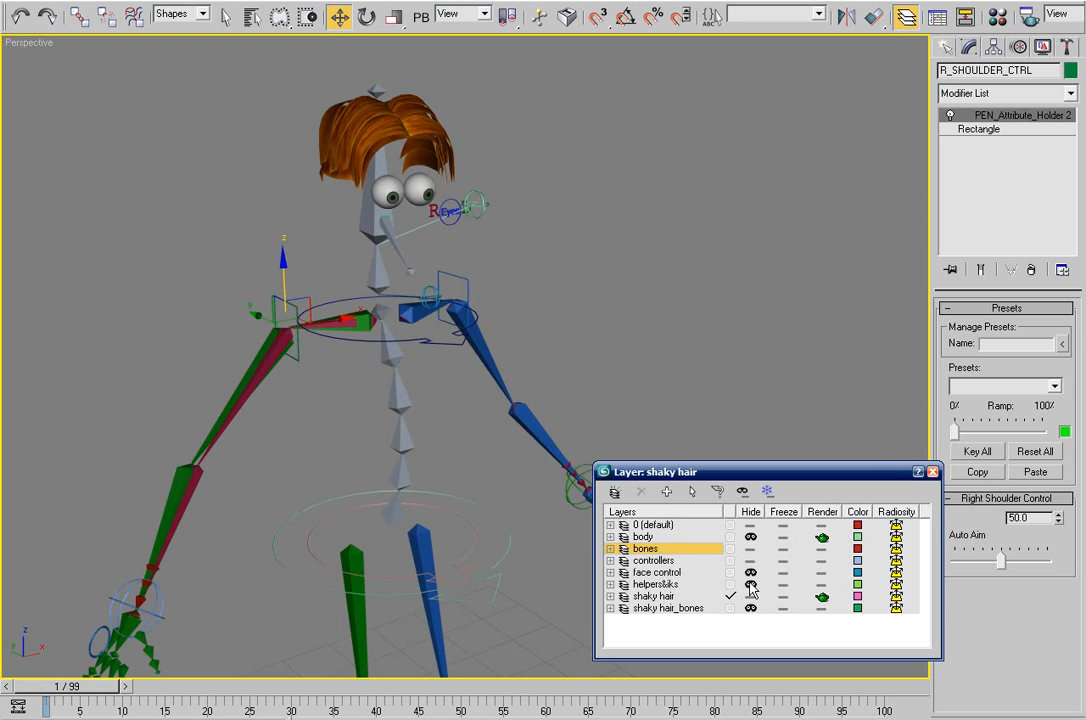 Shapes
PB
View
ABC
View
Perspective
R_SHOULDER_CTRL
Modifier List
PEN_Attribute_Holder 2
Rectangle
R
Eyes
z
y
x
Presets
Manage Presets:
Name:
<
Presets:
0% Ramp: 100%
Key All Reset All
Copy Paste
Right Shoulder Control
50.0
Auto Aim
Layer: shaky hair
Layers Hide Freeze Render Color Radiosity
0 (default)
body
bones
controllers
face control
helpers&iks
shaky hair
shaky hair_bones
z
y x
< 1 / 99 >
5 10 15 20 25 30 35 40 45 50 55 60 65 70 75 80 85 90 95 100